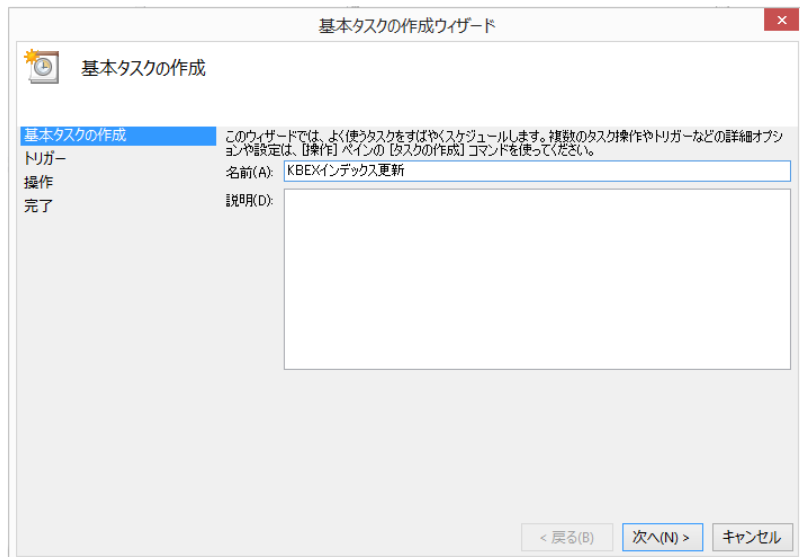 基本タスクの作成ウィザード
基本タスクの作成
基本タスクの作成
トリガー
操作
完了
このウィザードでは、よく使うタスクをすばやくスケジュールします。複数のタスク操作やトリガーなどの詳細オプシ
ョンや設定は、[操作] ペインの [タスクの作成] コマンドを使ってください。
名前(A): KBEXインデックス更新
説明(D):
< 戻る(B) 次へ(N) > キャンセル